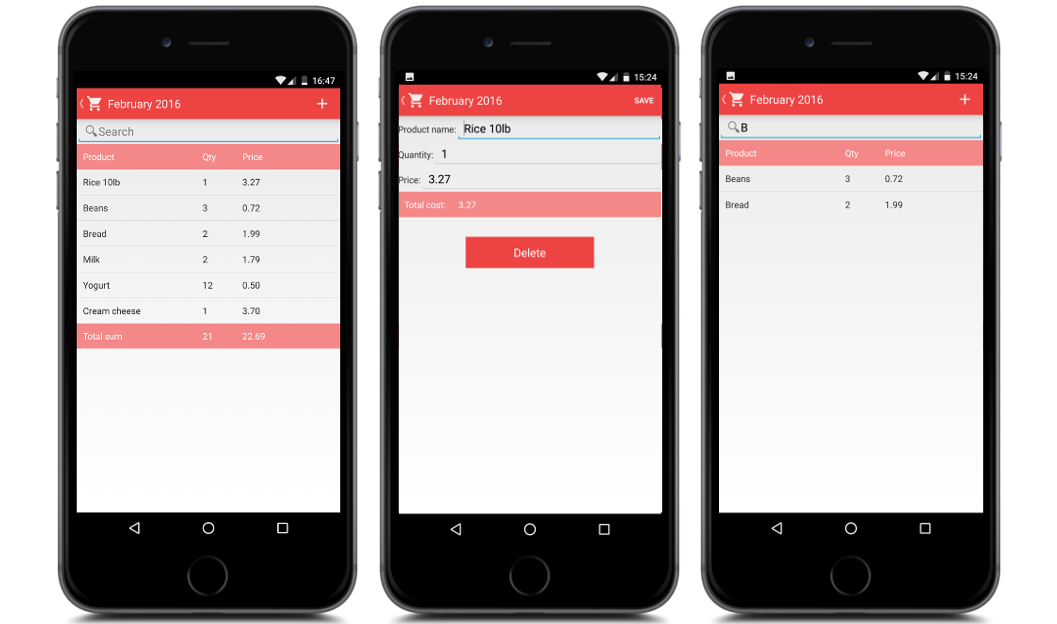 16:47
February 2016 +
Search
Product Qty Price
Rice 10lb 1 3.27
Beans 3 0.72
Bread 2 1.99
Milk 2 1.79
Yogurt 12 0.50
Cream cheese 1 3.70
Total sum 21 22.69
15:24
February 2016 SAVE
Product name: Rice 10lb
Quantity: 1
Price: 3.27
Total cost: 3.27
Delete
15:24
February 2016 +
B
Product Qty Price
Beans 3 0.72
Bread 2 1.99